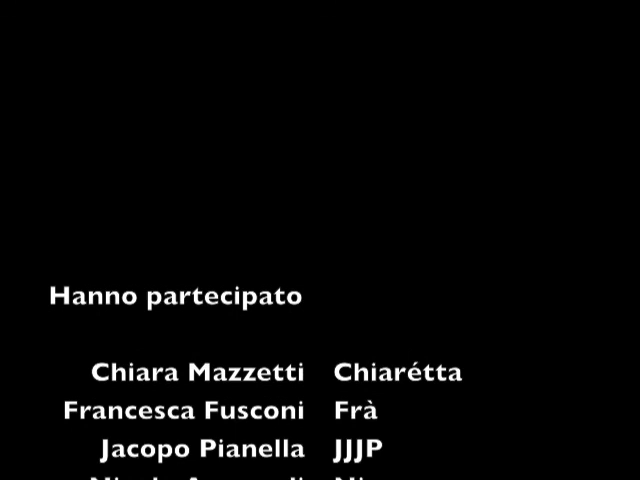 Hanno partecipato
Chiara Mazzetti Chiarétta
Francesca Fusconi Frà
Jacopo Pianella JJJP